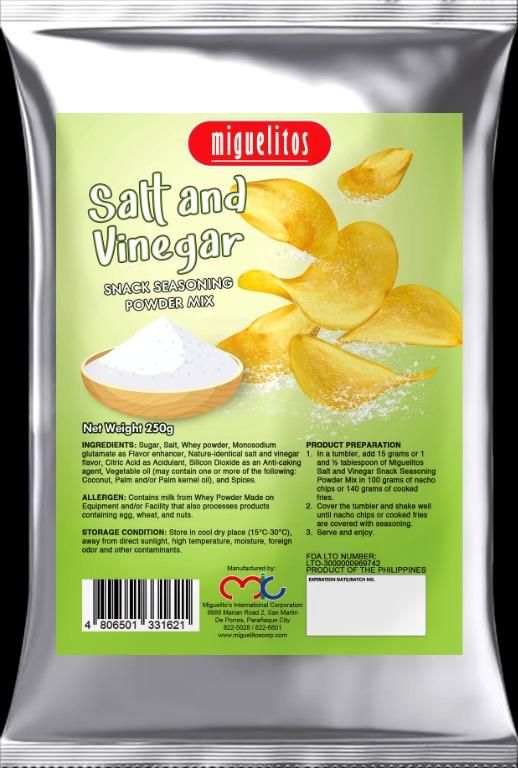 miguelitos
Salt and
Vinegar
SNACK SEASONING
POWDER MIX
Net Weight 250g
INGREDIENTS: Sugar, Salt, Whey powder, Monosodium
glutamate as Flavor enhancer, Nature-identical salt and vinegar
flavor, Citric Acid as Acidulant, Silicon Dioxide as an Anti-caking
agent, Vegetable oil (may contain one or more of the following:
Coconut, Palm and/or Palm kernel oil), and Spices.
ALLERGEN: Contains milk from Whey Powder Made on
Equipment and/or Facility that also processes products
containing egg, wheat, and nuts.
STORAGE CONDITION: Store in cool dry place (15°C-30°C),
away from direct sunlight, high temperature, moisture, foreign
odor and other contaminants.
PRODUCT PREPARATION
1. In a tumbler, add 15 grams or 1
and ½ tablespoon of Miguelitos
Salt and Vinegar Snack Seasoning
Powder Mix in 100 grams of nacho
chips or 140 grams of cooked
fries.
2. Cover the tumbler and shake well
until nacho chips or cooked fries
are covered with seasoning.
3. Serve and enjoy.
FDA LTO NUMBER:
LTO-3000000969742
PRODUCT OF THE PHILIPPINES
EXPIRATION DATE/BATCH NO.
4 806501 331621
Manufactured by:
mic
Miguelito's International Corporation
8688 Marian Road 2, San Martin
De Porres, Parañaque City
822-6028 / 822-6801
www.miguelitoscorp.com